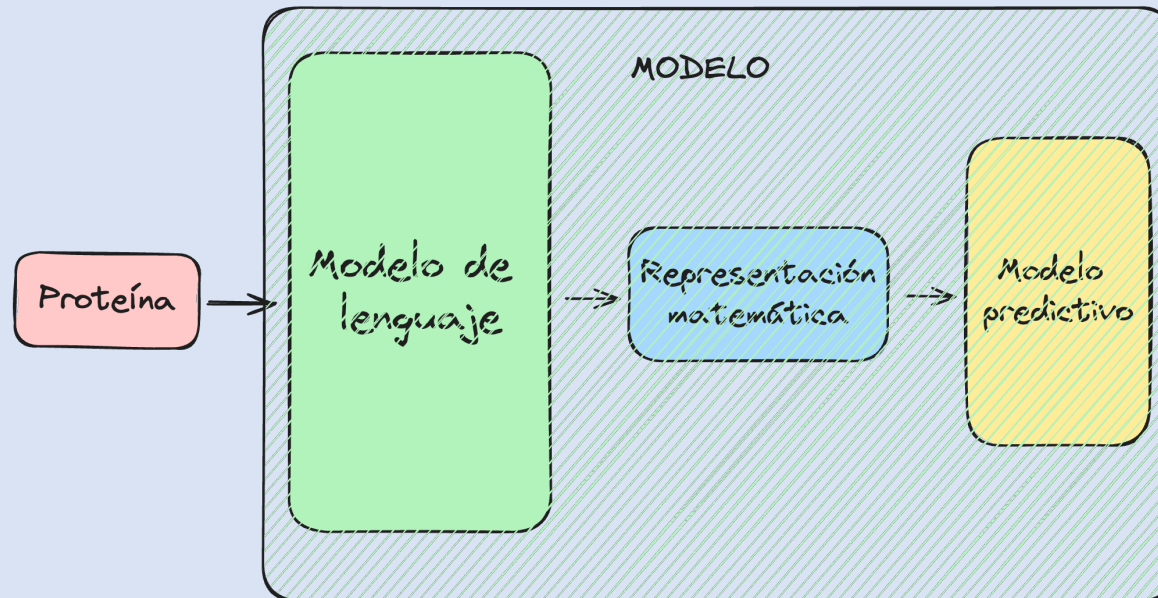 MODELO
Proteína
Modelo de
lenguaje
Representación
matemática
Modelo
predictivo